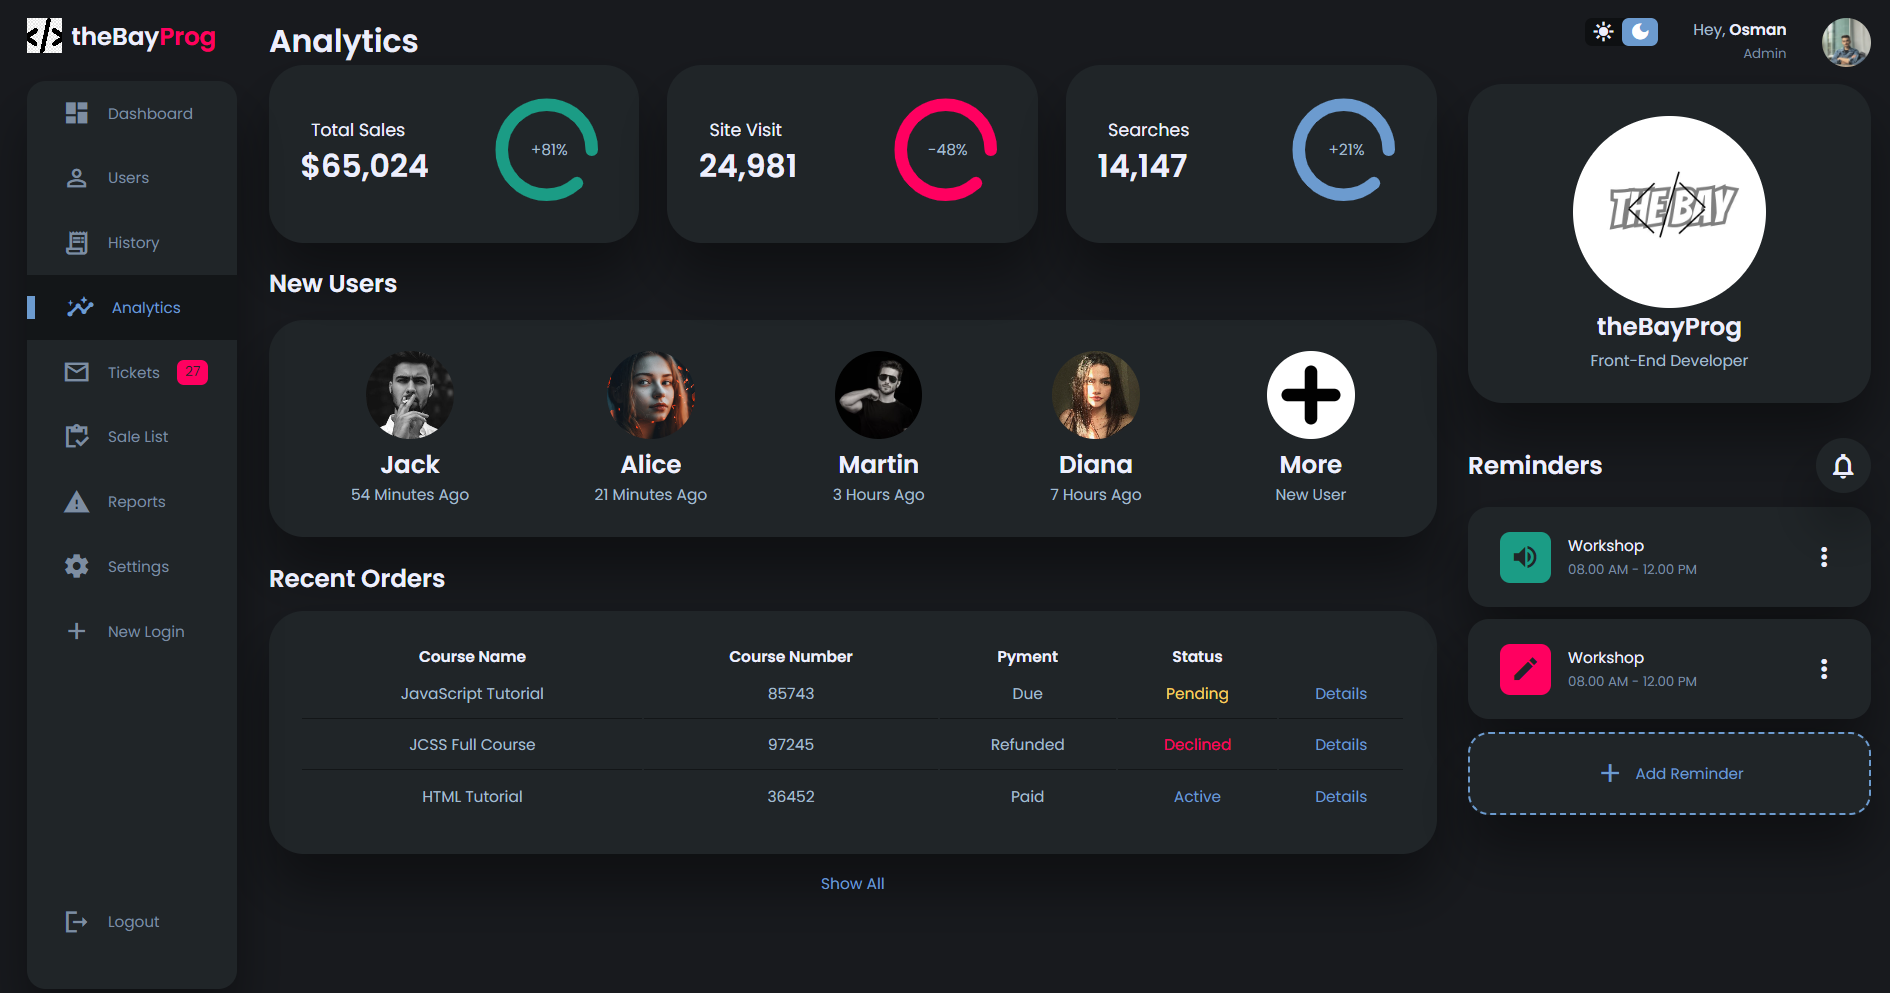 theBayProg
Dashboard
Users
History
Analytics
Tickets 27
Sale List
Reports
Settings
New Login
Logout
Analytics
Total Sales
$65,024
+81%
Site Visit
24,981
-48%
Searches
14,147
+21%
New Users
Jack
54 Minutes Ago
Alice
21 Minutes Ago
Martin
3 Hours Ago
Diana
7 Hours Ago
More
New User
Recent Orders
Course Name Course Number Pyment Status
JavaScript Tutorial 85743 Due Pending Details
JCSS Full Course 97245 Refunded Declined Details
HTML Tutorial 36452 Paid Active Details
Show All
Hey, Osman
Admin
THE BAY
theBayProg
Front-End Developer
Reminders
Workshop
08.00 AM - 12.00 PM
Workshop
08.00 AM - 12.00 PM
Add Reminder